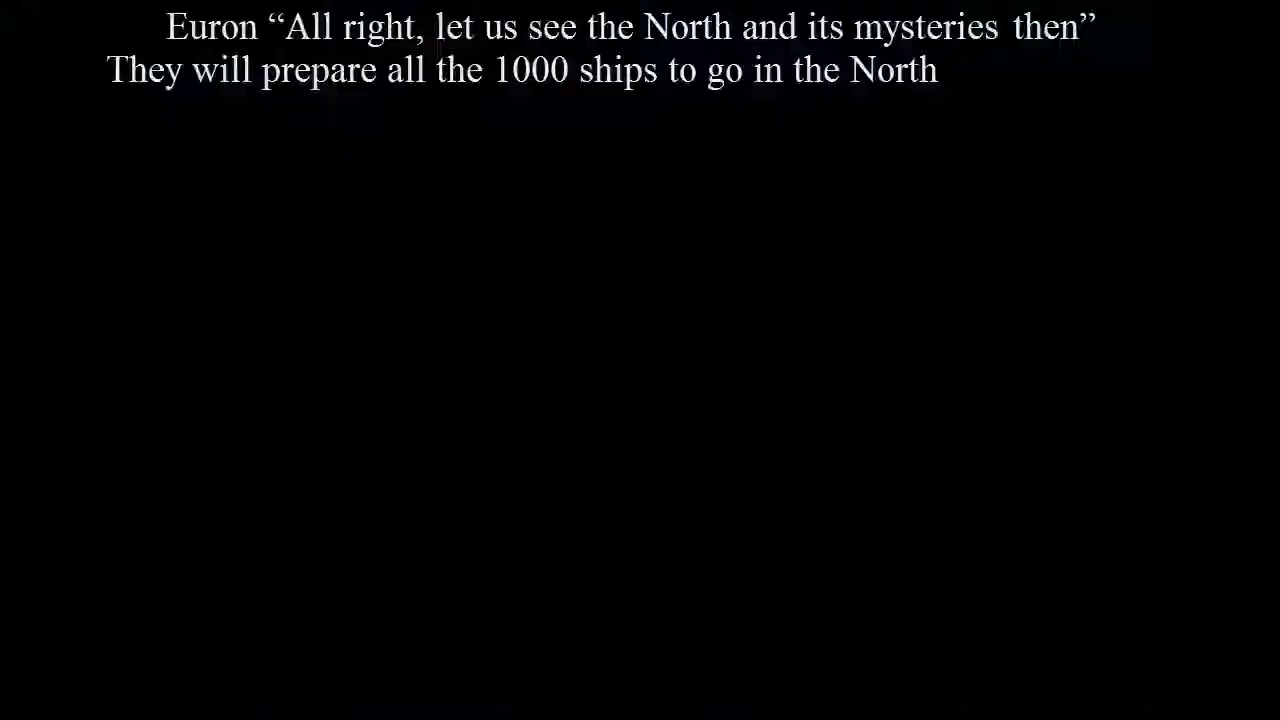 Euron “All right, let us see the North and its mysteries then”
They will prepare all the 1000 ships to go in the North